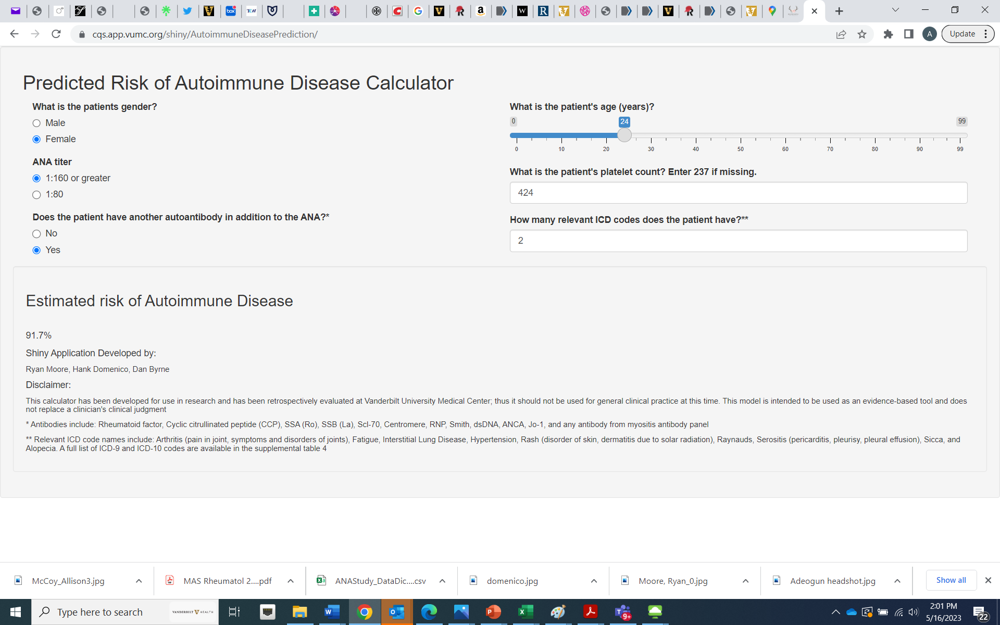 box
TCW
cqs.app.vumc.org/shiny/AutoimmuneDiseasePrediction/
A
Update
Predicted Risk of Autoimmune Disease Calculator
What is the patients gender?
Male
Female
ANA titer
1:160 or greater
1:80
Does the patient have another autoantibody in addition to the ANA?*
No
Yes
What is the patient's age (years)?
0 24 99
0 10 20 30 40 50 60 70 80 90 99
What is the patient's platelet count? Enter 237 if missing.
424
How many relevant ICD codes does the patient have?**
2
Estimated risk of Autoimmune Disease
91.7%
Shiny Application Developed by:
Ryan Moore, Hank Domenico, Dan Byrne
Disclaimer:
This calculator has been developed for use in research and has been retrospectively evaluated at Vanderbilt University Medical Center; thus it should not be used for general clinical practice at this time. This model is intended to be used as an evidence-based tool and does
not replace a clinician's clinical judgment
* Antibodies include: Rheumatoid factor, Cyclic citrullinated peptide (CCP), SSA (Ro), SSB (La), Scl-70, Centromere, RNP, Smith, dsDNA, ANCA, Jo-1, and any antibody from myositis antibody panel
** Relevant ICD code names include: Arthritis (pain in joint, symptoms and disorders of joints), Fatigue, Interstitial Lung Disease, Hypertension, Rash (disorder of skin, dermatitis due to solar radiation), Raynauds, Serositis (pericarditis, pleurisy, pleural effusion), Sicca, and
Alopecia. A full list of ICD-9 and ICD-10 codes are available in the supplemental table 4
McCoy_Allison3.jpg
MAS Rheumatol 2....pdf
ANAStudy_DataDic....csv
domenico.jpg
Moore, Ryan_0.jpg
Adeogun headshot.jpg
Show all
Type here to search
VANDERBILT V HEALTH
9+
2:01 PM
5/16/2023
22